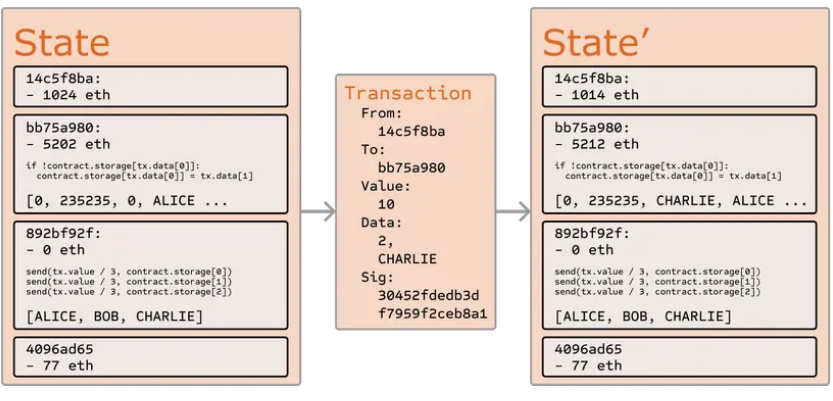 State
14c5f8ba:
- 1024 eth
bb75a980:
- 5202 eth
if !contract.storage[tx.data[0]]:
contract.storage[tx.data[0]] = tx.data[1]
[0, 235235, 0, ALICE ...
892bf92f:
- 0 eth
send(tx.value / 3, contract.storage[0])
send(tx.value / 3, contract.storage[1])
send(tx.value / 3, contract.storage[2])
[ALICE, BOB, CHARLIE]
4096ad65
- 77 eth
Transaction
From:
14c5f8ba
To:
bb75a980
Value:
10
Data:
2,
CHARLIE
Sig:
30452fdedb3d
f7959f2ceb8a1
State′
14c5f8ba:
- 1014 eth
bb75a980:
- 5212 eth
if !contract.storage[tx.data[0]]:
contract.storage[tx.data[0]] = tx.data[1]
[0, 235235, CHARLIE, ALICE ...
892bf92f:
- 0 eth
send(tx.value / 3, contract.storage[0])
send(tx.value / 3, contract.storage[1])
send(tx.value / 3, contract.storage[2])
[ALICE, BOB, CHARLIE]
4096ad65
- 77 eth